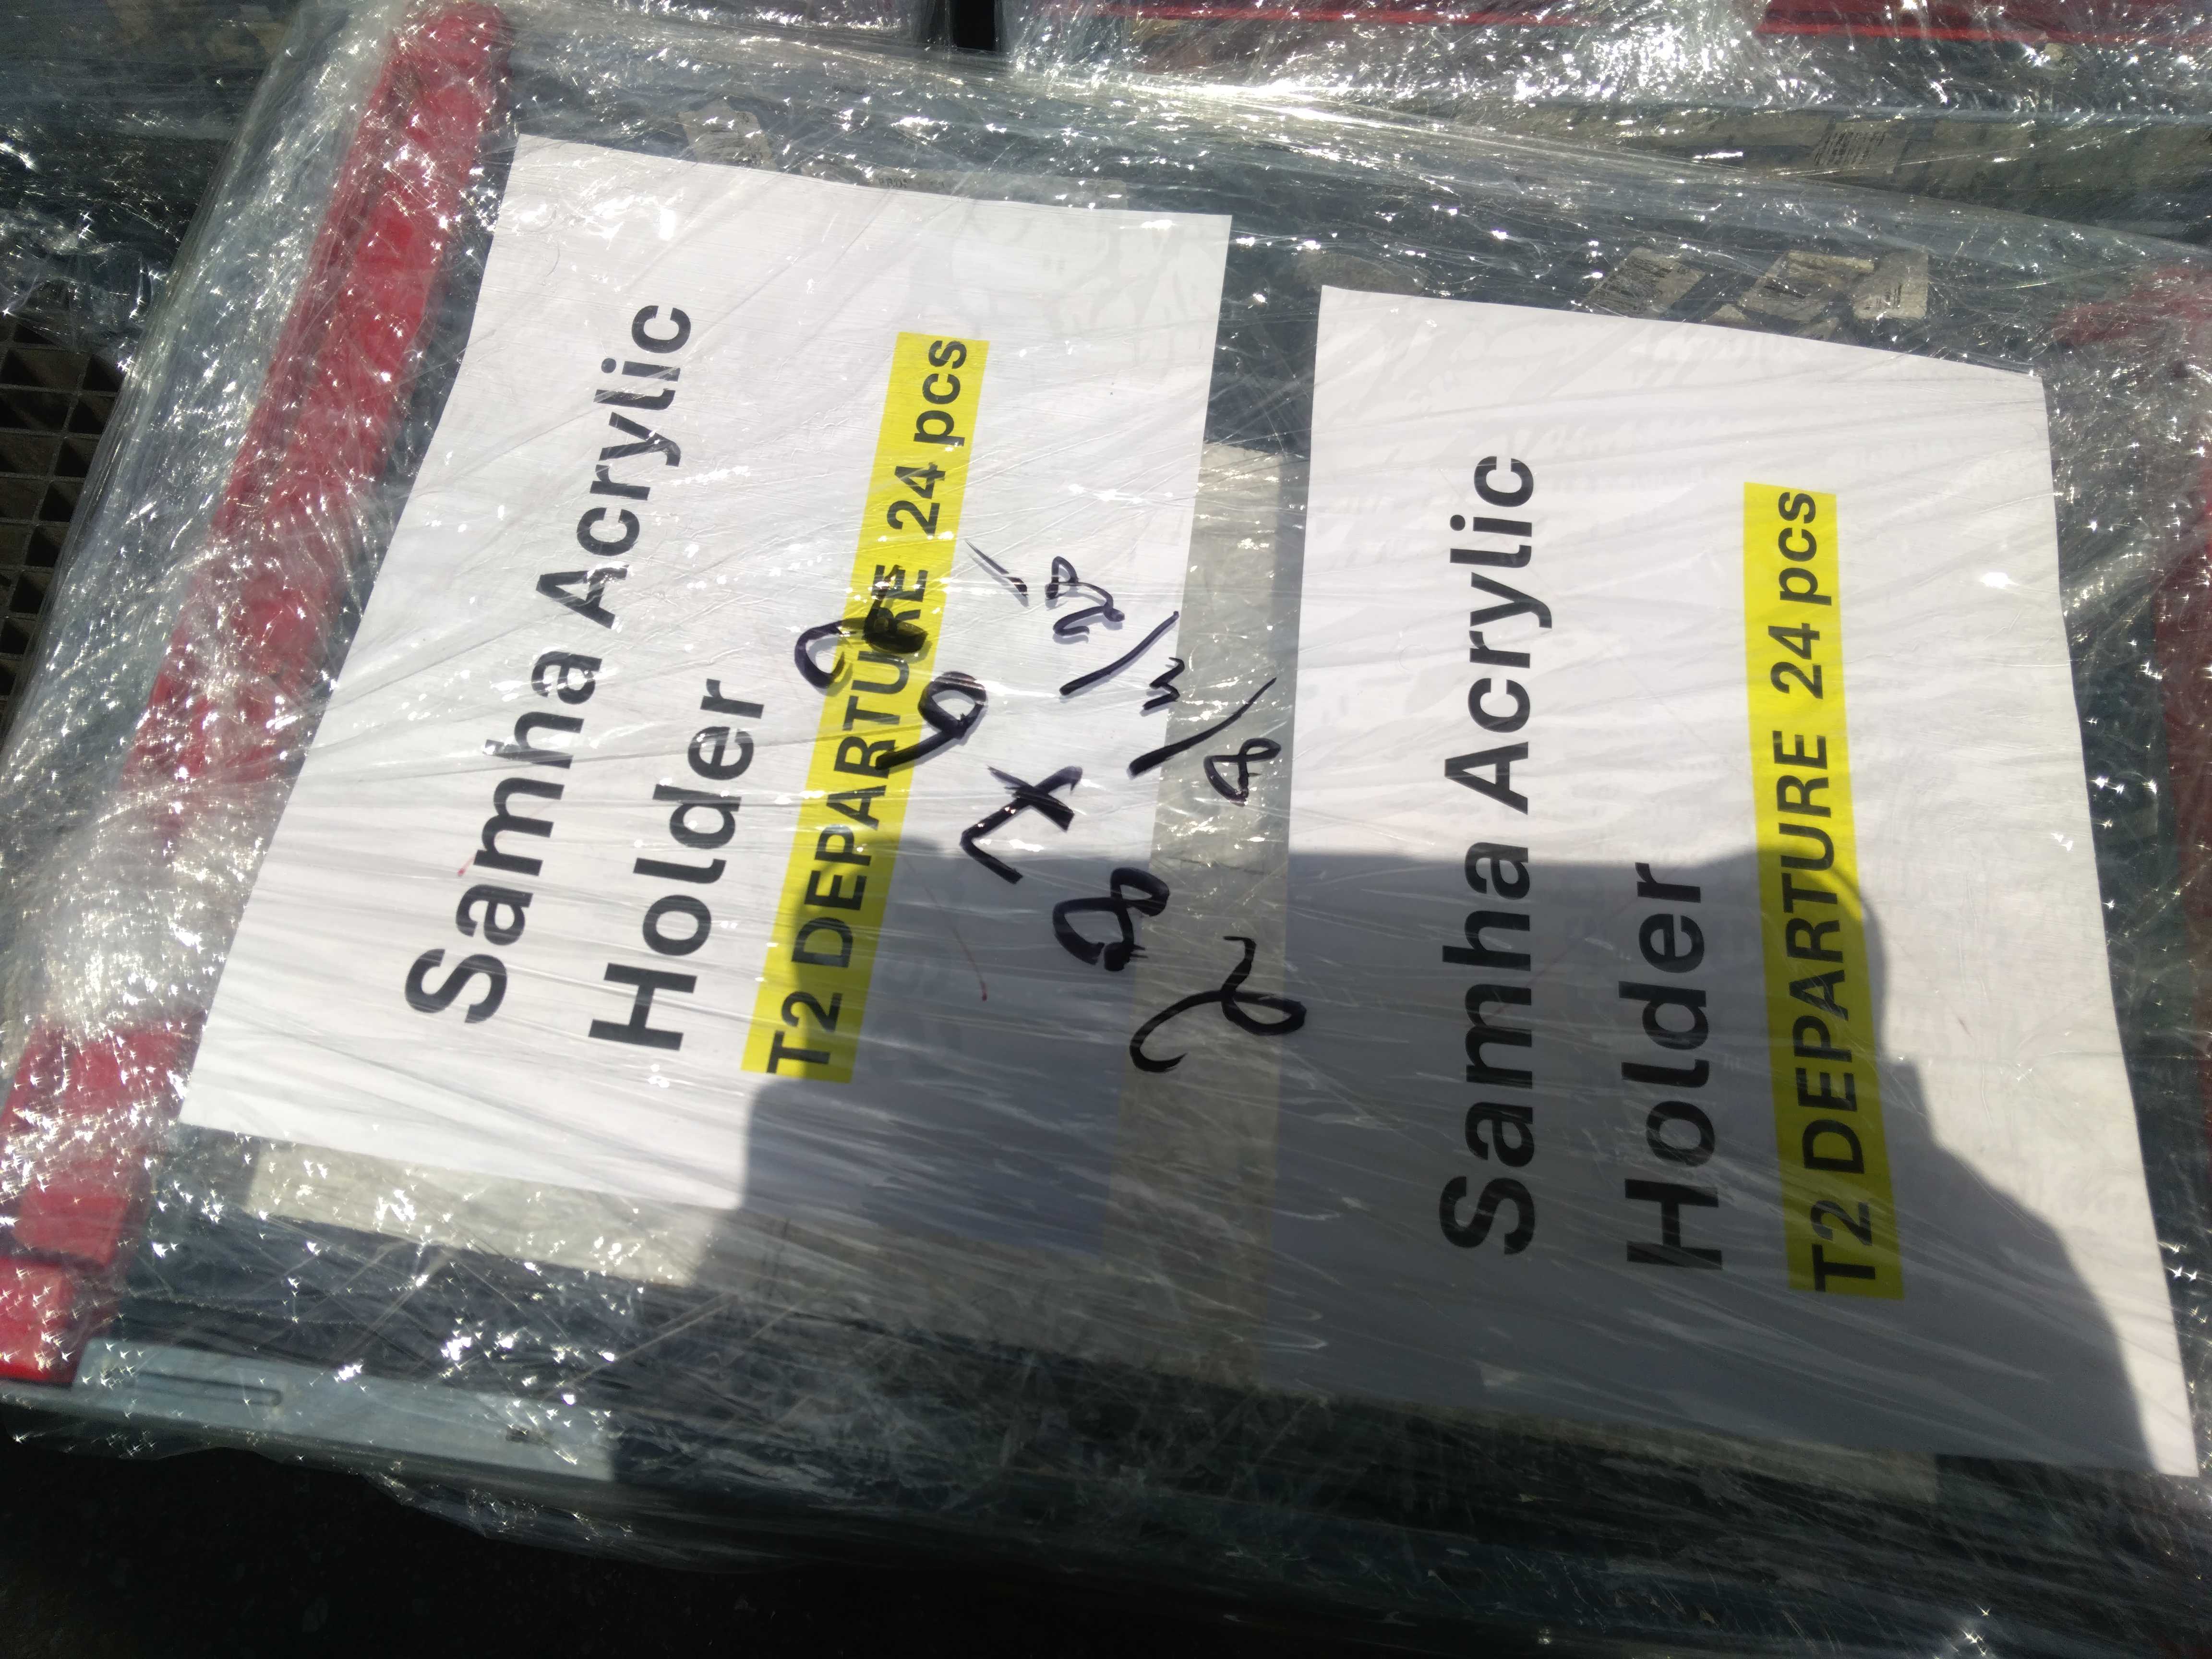 Samha Acrylic
Holder
T2 DEPARTURE 24 pcs
Samha Acrylic
Holder
T2 DEPARTURE 24 pcs